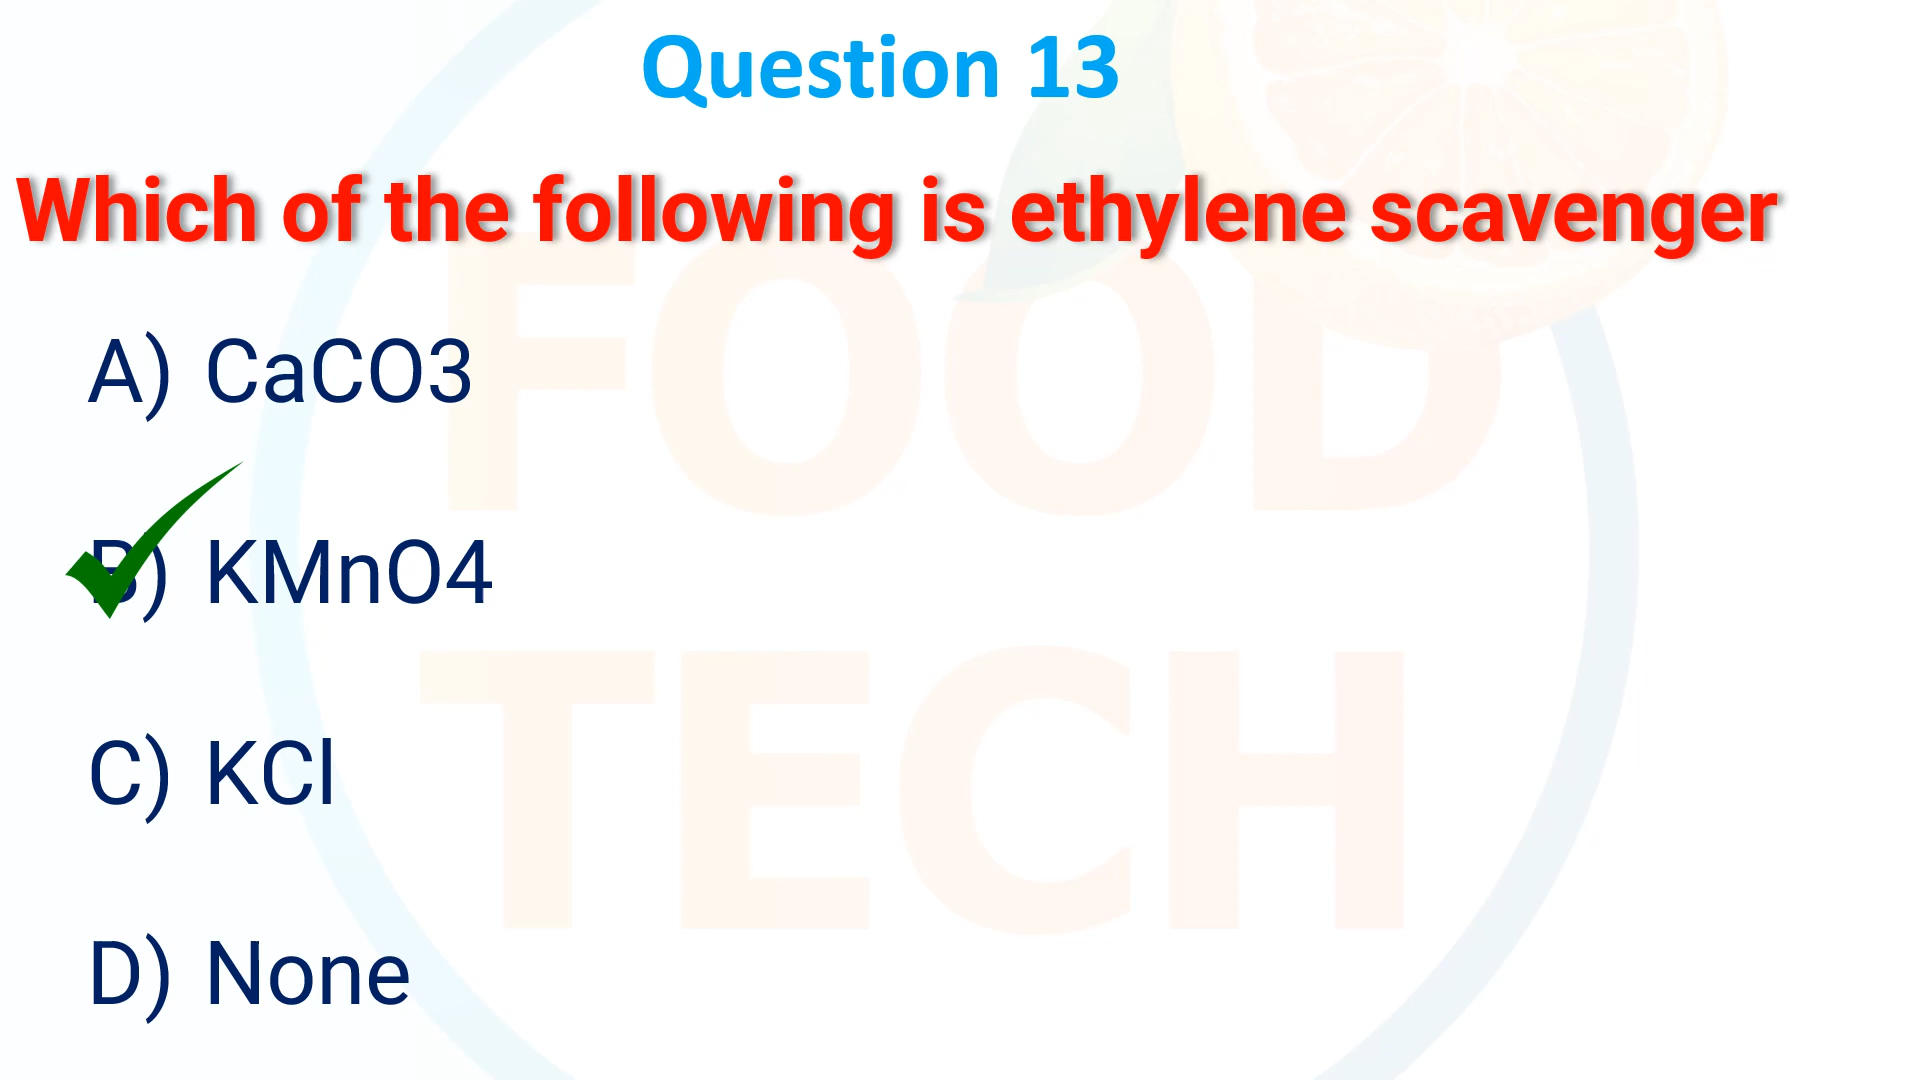 Question 13
Which of the following is ethylene scavenger
A) CaCO3
B) KMnO4
C) KCl
D) None
FOOD
TECH